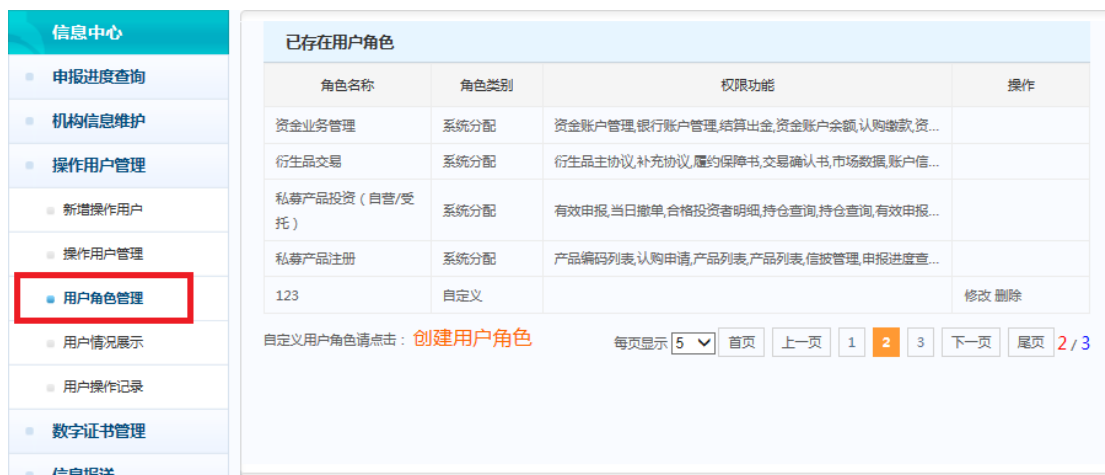 信息中心
申报进度查询
机构信息维护
操作用户管理
新增操作用户
操作用户管理
用户角色管理
用户情况展示
用户操作记录
数字证书管理
信息报送
已存在用户角色
角色名称 角色类别 权限功能 操作
资金业务管理 系统分配 资金账户管理,银行账户管理,结算出金,资金账户余额,认购缴款,资...
衍生品交易 系统分配 衍生品主协议,补充协议,履约保障书,交易确认书,市场数据,账户信...
私募产品投资（自营/受
托） 系统分配 有效申报,当日撤单,合格投资者明细,持仓查询,持仓查询,有效申报...
私募产品注册 系统分配 产品编码列表,认购申请,产品列表,产品列表,信披管理,申报进度查...
123 自定义 修改 删除
自定义用户角色请点击： 创建用户角色 每页显示 5 首页 上一页 1 2 3 下一页 尾页 2 / 3